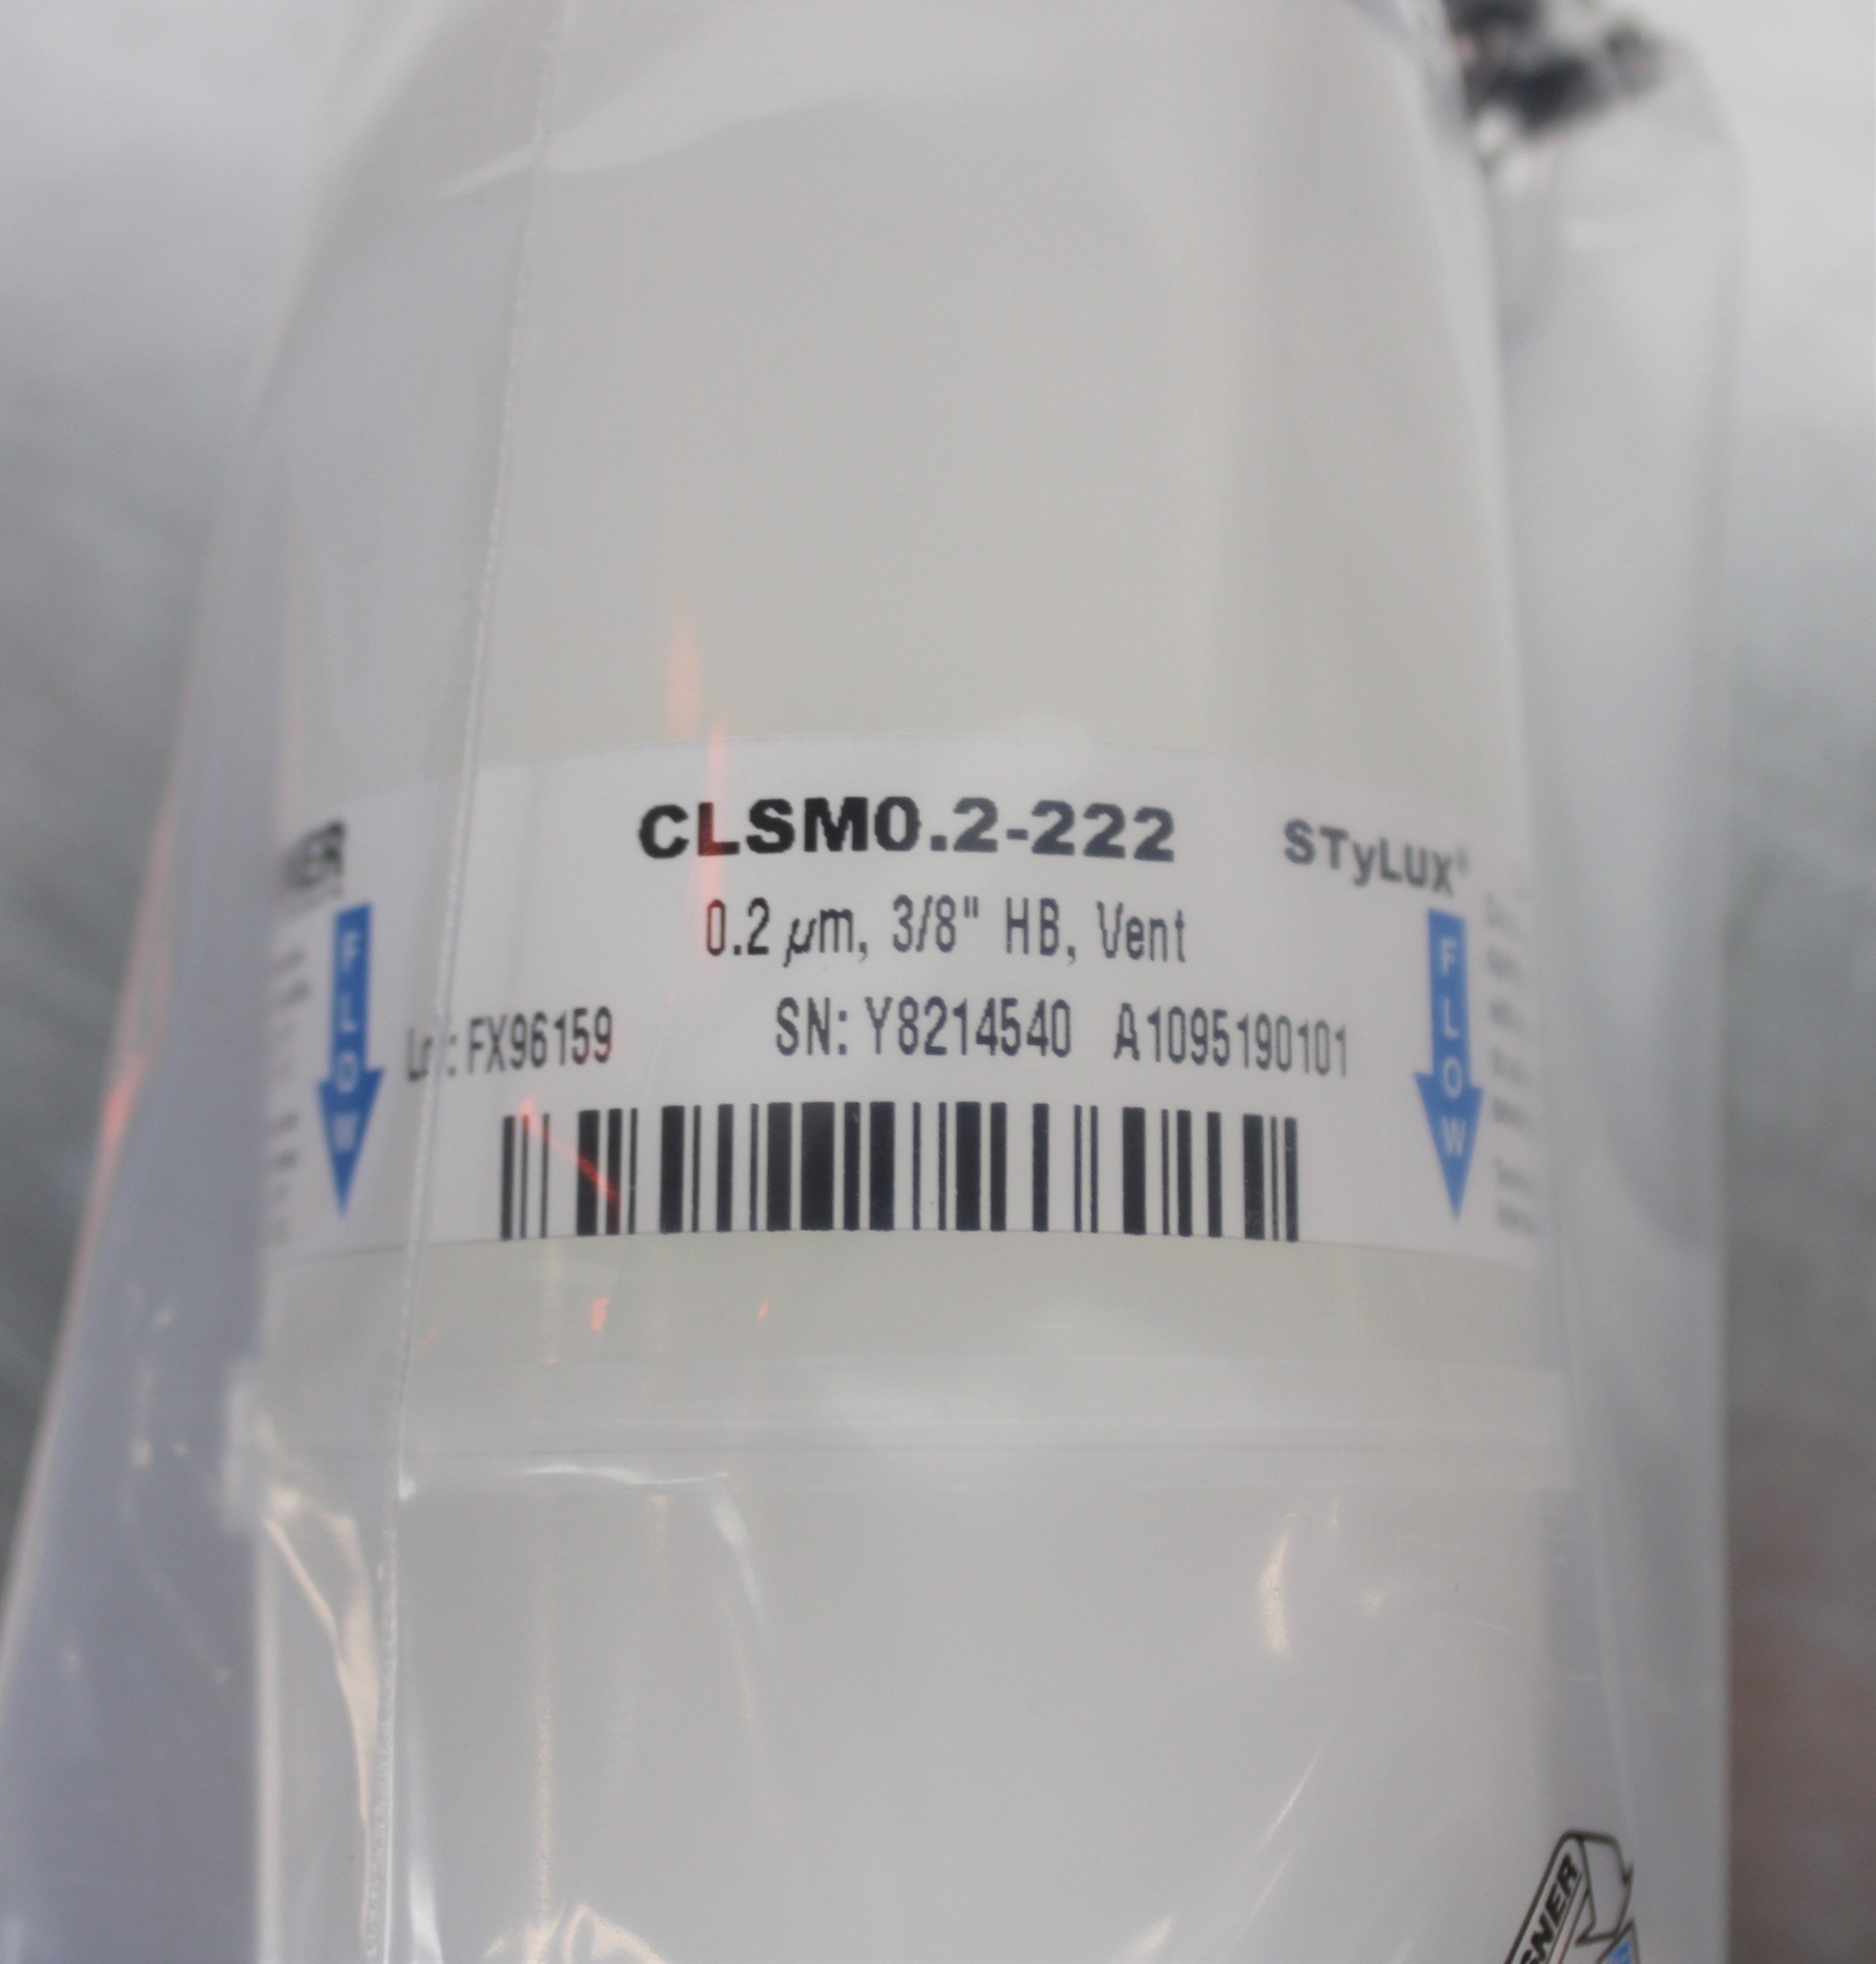 CLSM0.2-222
STyLUX®
0.2 µm, 3/8" HB, Vent
FLOW
FLOW
FX96159
SN: Y8214540 A1095190101